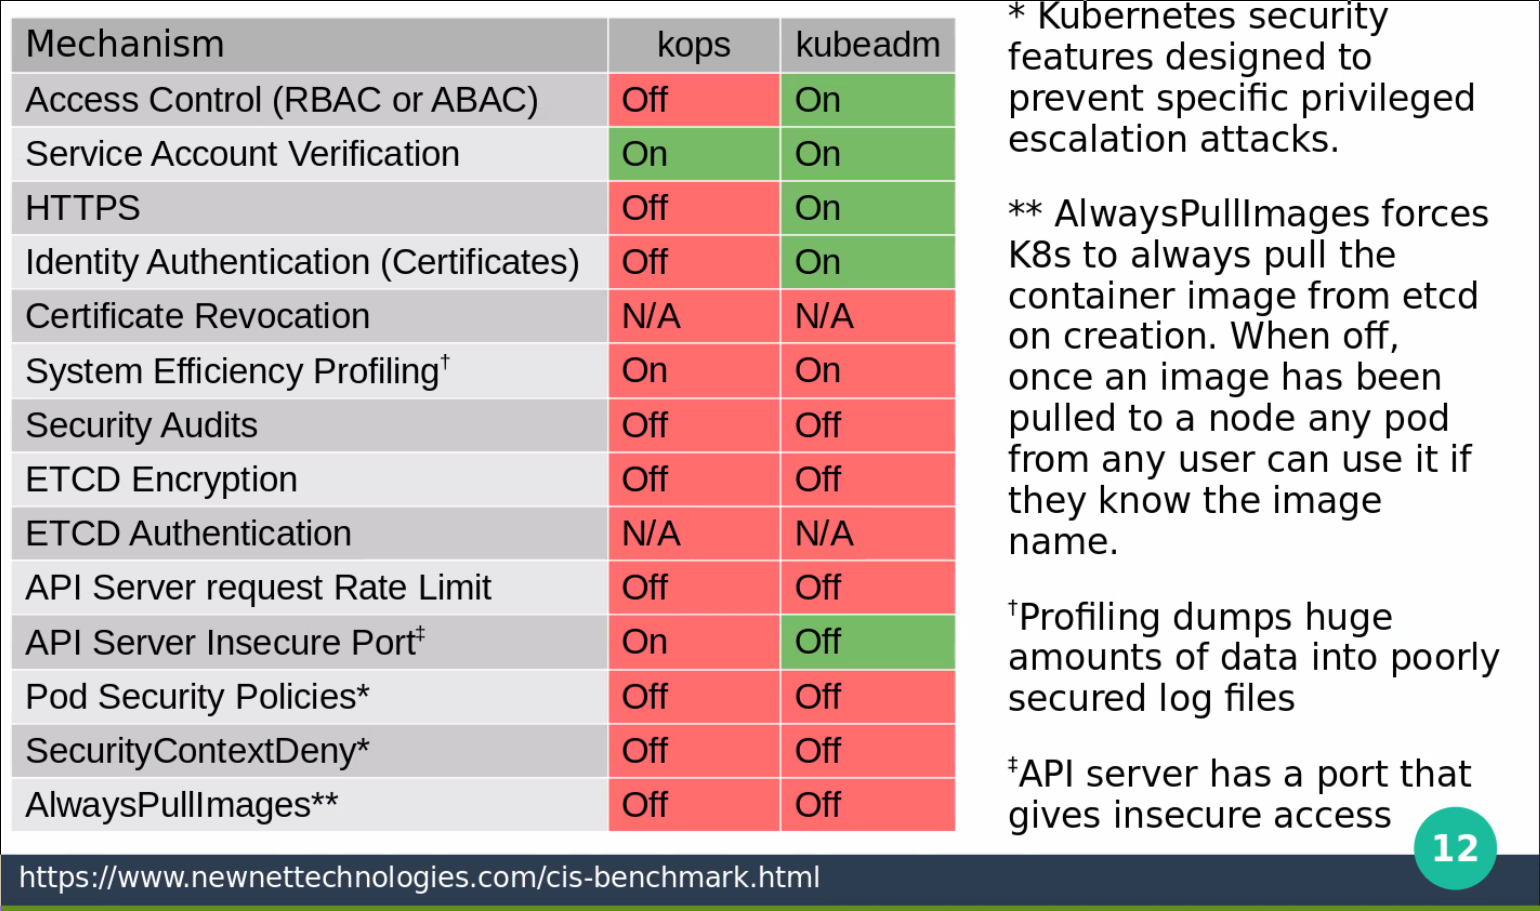 Mechanism kops kubeadm
Access Control (RBAC or ABAC) Off On
Service Account Verification On On
HTTPS Off On
Identity Authentication (Certificates) Off On
Certificate Revocation N/A N/A
System Efficiency Profiling† On On
Security Audits Off Off
ETCD Encryption Off Off
ETCD Authentication N/A N/A
API Server request Rate Limit Off Off
API Server Insecure Port‡ On Off
Pod Security Policies* Off Off
SecurityContextDeny* Off Off
AlwaysPullImages** Off Off
* Kubernetes security
features designed to
prevent specific privileged
escalation attacks.
** AlwaysPullImages forces
K8s to always pull the
container image from etcd
on creation. When off,
once an image has been
pulled to a node any pod
from any user can use it if
they know the image
name.
†Profiling dumps huge
amounts of data into poorly
secured log files
‡API server has a port that
gives insecure access
12
https://www.newnettechnologies.com/cis-benchmark.html